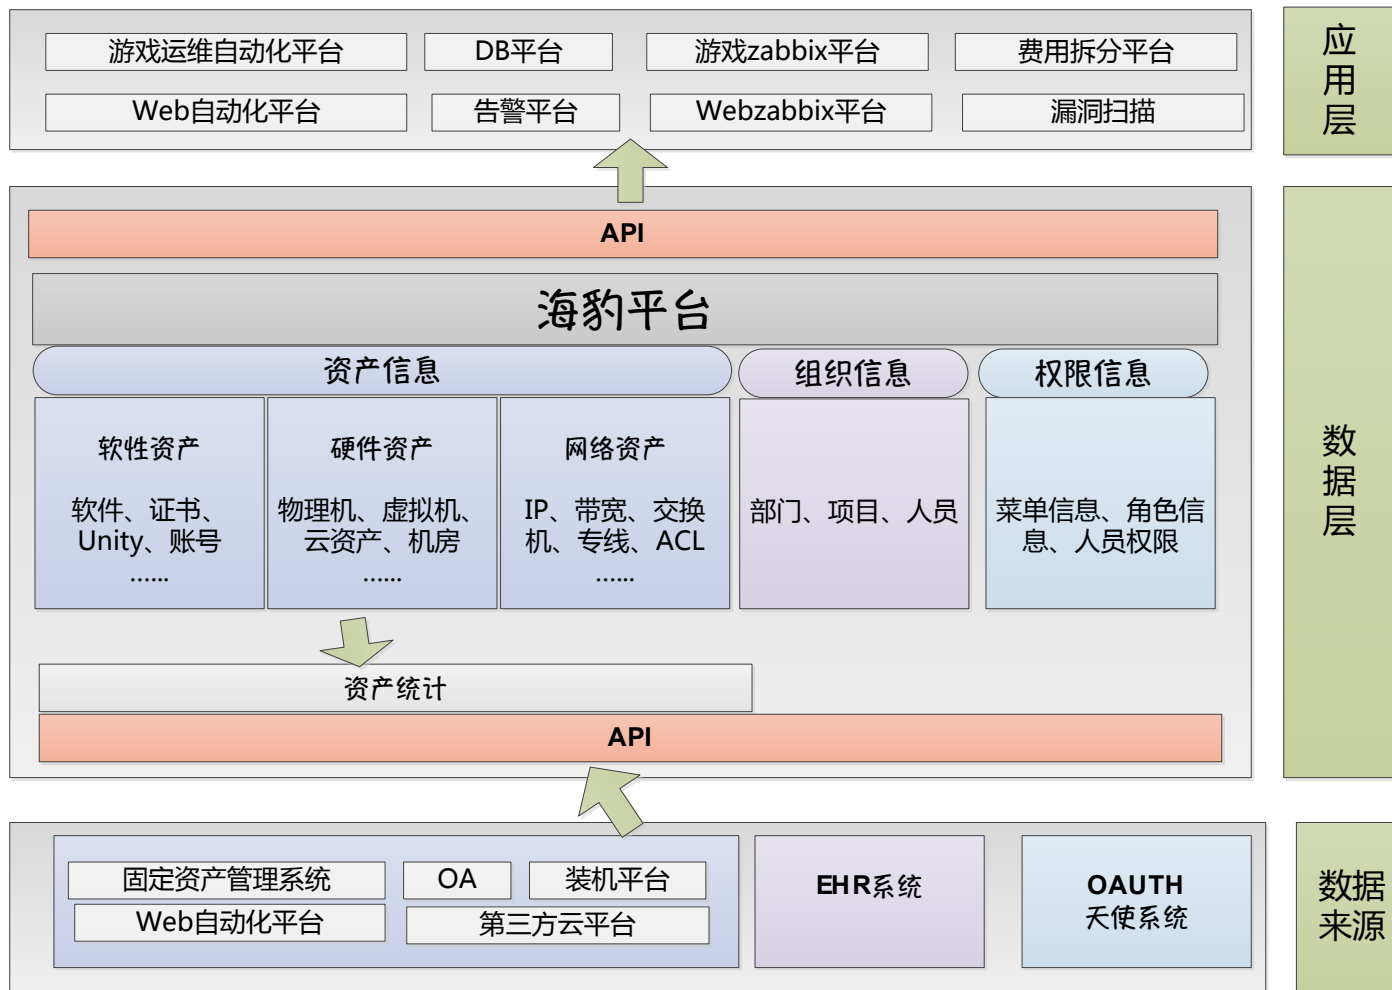 游戏运维自动化平台
DB平台
游戏zabbix平台
费用拆分平台
Web自动化平台
告警平台
Webzabbix平台
漏洞扫描
应
用
层
API
海豹平台
资产信息
组织信息
权限信息
软性资产
软件、证书、
Unity、账号
......
硬件资产
物理机、虚拟机、
云资产、机房
......
网络资产
IP、带宽、交换
机、专线、ACL
......
部门、项目、人员
菜单信息、角色信
息、人员权限
资产统计
API
数
据
层
固定资产管理系统
OA
装机平台
Web自动化平台
第三方云平台
EHR系统
OAUTH
天使系统
数据
来源